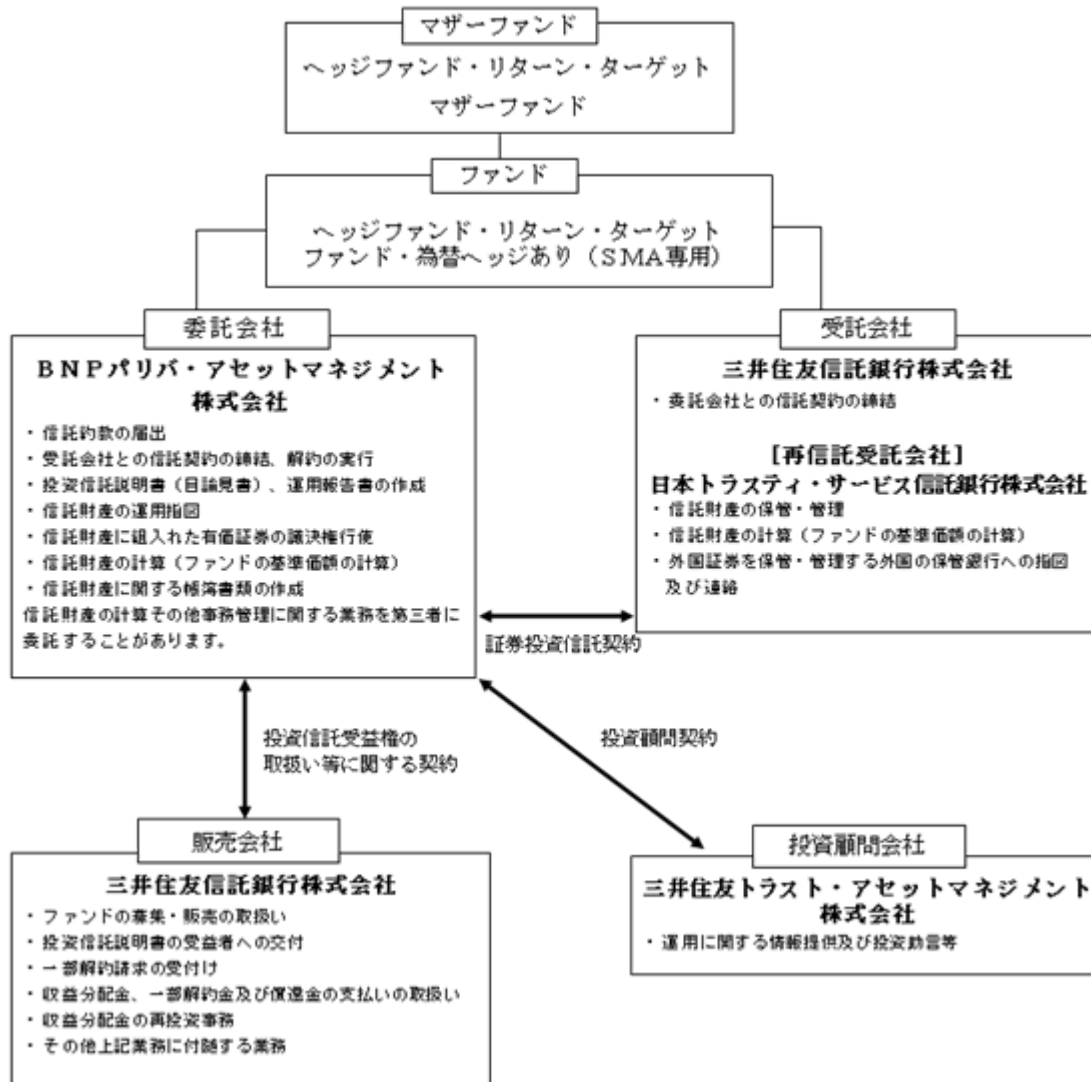 マザーファンド
ヘッジファンド・リターン・ターゲット
マザーファンド
ファンド
ヘッジファンド・リターン・ターゲット
ファンド・為替ヘッジあり（ＳＭＡ専用）
委託会社
ＢＮＰパリバ・アセットマネジメント
株式会社
・信託約款の届出
・受託会社との信託契約の締結、解約の実行
・投資信託説明書（目論見書）、運用報告書の作成
・信託財産の運用指図
・信託財産に組入れた有価証券の議決権行使
・信託財産の計算（ファンドの基準価額の計算）
・信託財産に関する帳簿書類の作成
信託財産の計算その他事務管理に関する業務を第三者に
委託することがあります。
受託会社
三井住友信託銀行株式会社
・委託会社との信託契約の締結
［再信託受託会社］
日本トラスティ・サービス信託銀行株式会社
・信託財産の保管・管理
・信託財産の計算（ファンドの基準価額の計算）
・外国証券を保管・管理する外国の保管銀行への指図
及び連絡
証券投資信託契約
投資信託受益権の
取扱い等に関する契約
投資顧問契約
販売会社
三井住友信託銀行株式会社
・ファンドの募集・販売の取扱い
・投資信託説明書の受益者への交付
・一部解約請求の受付け
・収益分配金、一部解約金及び償還金の支払いの取扱い
・収益分配金の再投資事務
・その他上記業務に付随する業務
投資顧問会社
三井住友トラスト・アセットマネジメント
株式会社
・運用に関する情報提供及び投資助言等